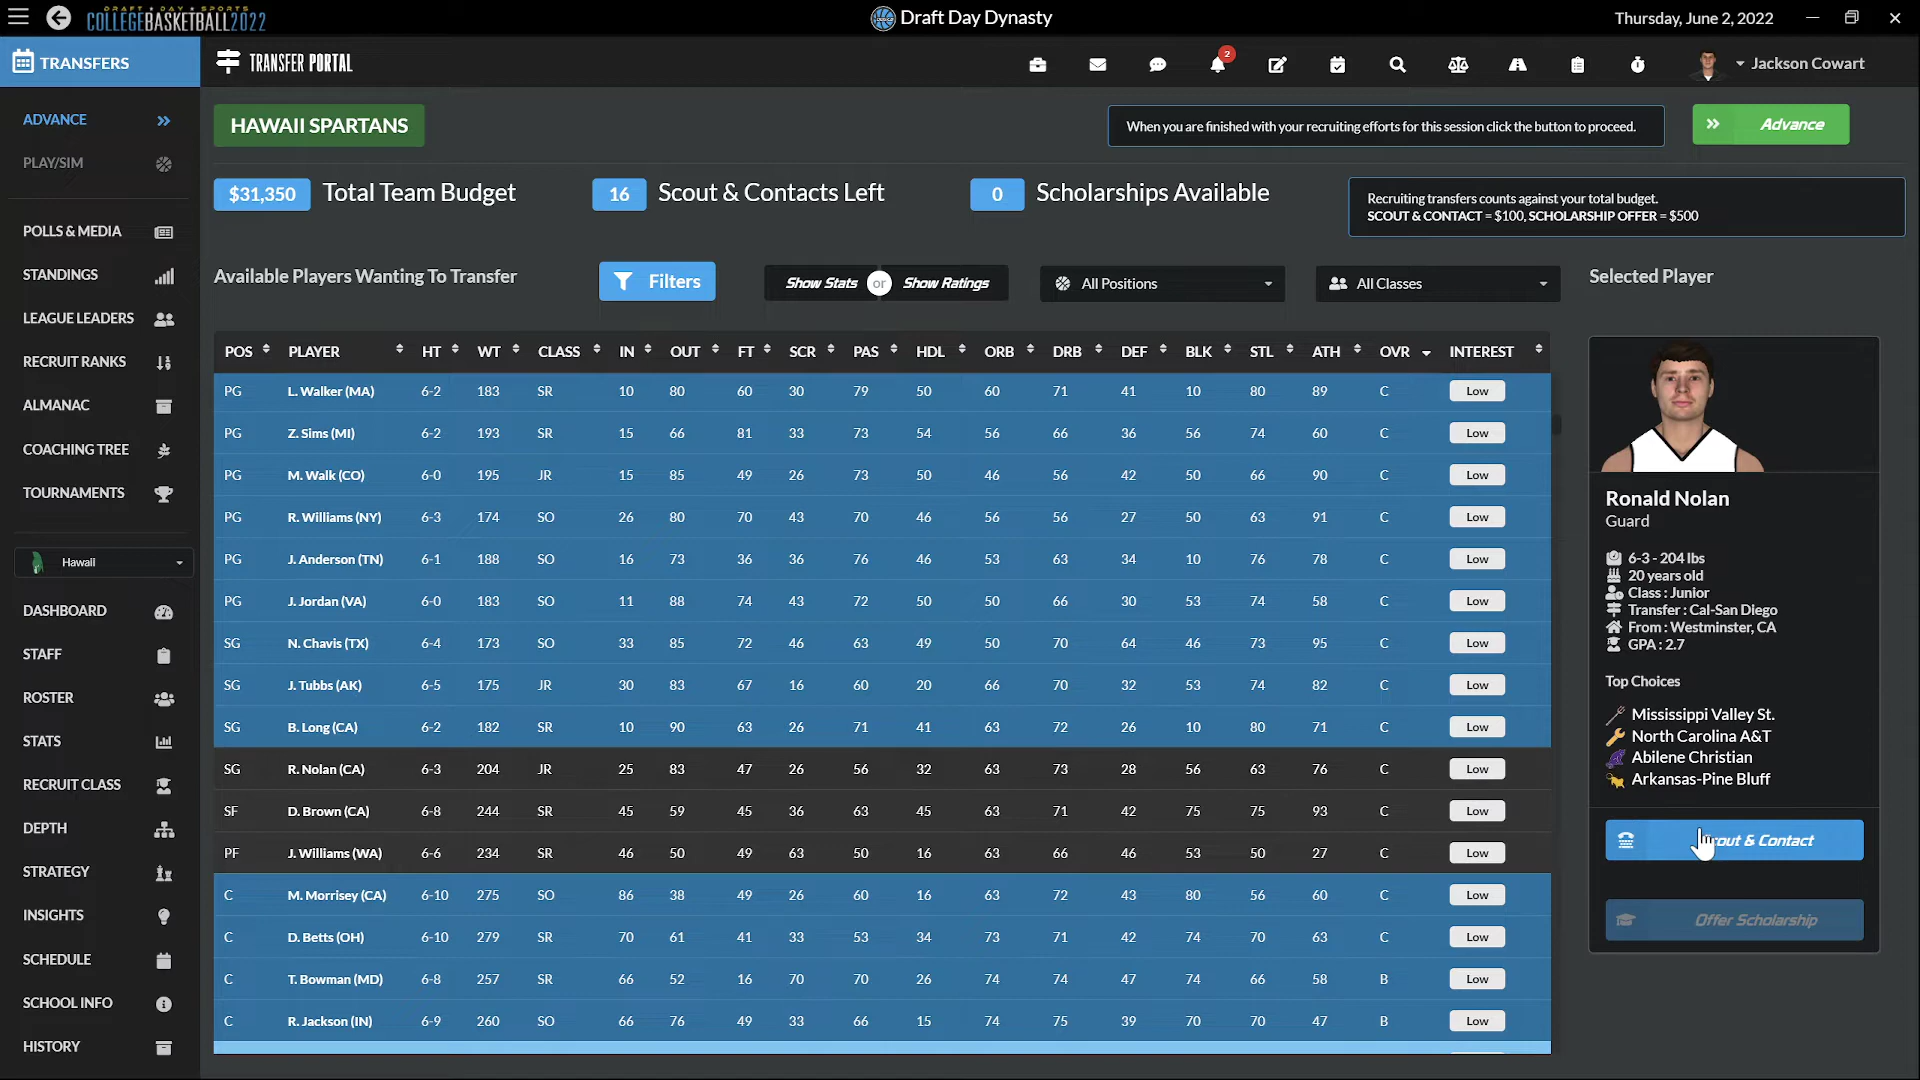 DRAFT DAY SPORTS
COLLEGE BASKETBALL 2022
Draft Day Dynasty
Thursday, June 2, 2022
TRANSFERS
TRANSFER PORTAL
2
Jackson Cowart
ADVANCE
PLAY/SIM
POLLS & MEDIA
STANDINGS
LEAGUE LEADERS
RECRUIT RANKS
ALMANAC
COACHING TREE
TOURNAMENTS
Hawaii
DASHBOARD
STAFF
ROSTER
STATS
RECRUIT CLASS
DEPTH
STRATEGY
INSIGHTS
SCHEDULE
SCHOOL INFO
HISTORY
HAWAII SPARTANS
When you are finished with your recruiting efforts for this session click the button to proceed.
Advance
$31,350 Total Team Budget
16 Scout & Contacts Left
0 Scholarships Available
Recruiting transfers counts against your total budget.
SCOUT & CONTACT = $100, SCHOLARSHIP OFFER = $500
Available Players Wanting To Transfer
Filters
Show Stats or Show Ratings
All Positions
All Classes
POS PLAYER HT WT CLASS IN OUT FT SCR PAS HDL ORB DRB DEF BLK STL ATH OVR INTEREST
PG L. Walker (MA) 6-2 183 SR 10 80 60 30 79 50 60 71 41 10 80 89 C Low
PG Z. Sims (MI) 6-2 193 SR 15 66 81 33 73 54 56 66 36 56 74 60 C Low
PG M. Walk (CO) 6-0 195 JR 15 85 49 26 73 50 46 56 42 50 66 90 C Low
PG R. Williams (NY) 6-3 174 SO 26 80 70 43 70 46 56 56 27 50 63 91 C Low
PG J. Anderson (TN) 6-1 188 SO 16 73 36 36 76 46 53 63 34 10 76 78 C Low
PG J. Jordan (VA) 6-0 183 SO 11 88 74 43 72 50 50 66 30 53 74 58 C Low
SG N. Chavis (TX) 6-4 173 SO 33 85 72 46 63 49 50 70 64 46 73 95 C Low
SG J. Tubbs (AK) 6-5 175 JR 30 83 67 16 60 20 66 70 32 53 74 82 C Low
SG B. Long (CA) 6-2 182 SR 10 90 63 26 71 41 63 72 26 10 80 71 C Low
SG R. Nolan (CA) 6-3 204 JR 25 83 47 26 56 32 63 73 28 56 63 76 C Low
SF D. Brown (CA) 6-8 244 SR 45 59 45 36 63 45 63 71 42 75 75 93 C Low
PF J. Williams (WA) 6-6 234 SR 46 50 49 63 50 16 63 66 46 53 50 27 C Low
C M. Morrisey (CA) 6-10 275 SO 86 38 49 26 60 16 63 72 43 80 56 60 C Low
C D. Betts (OH) 6-10 279 SR 70 61 41 33 53 34 73 71 42 74 70 63 C Low
C T. Bowman (MD) 6-8 257 SR 66 52 16 70 70 26 74 74 47 74 66 58 B Low
C R. Jackson (IN) 6-9 260 SO 66 76 49 33 66 15 74 75 39 70 70 47 B Low
Selected Player
Ronald Nolan
Guard
6-3 - 204 lbs
20 years old
Class : Junior
Transfer : Cal-San Diego
From : Westminster, CA
GPA : 2.7
Top Choices
Mississippi Valley St.
North Carolina A&T
Abilene Christian
Arkansas-Pine Bluff
& Contact
Offer Scholarship